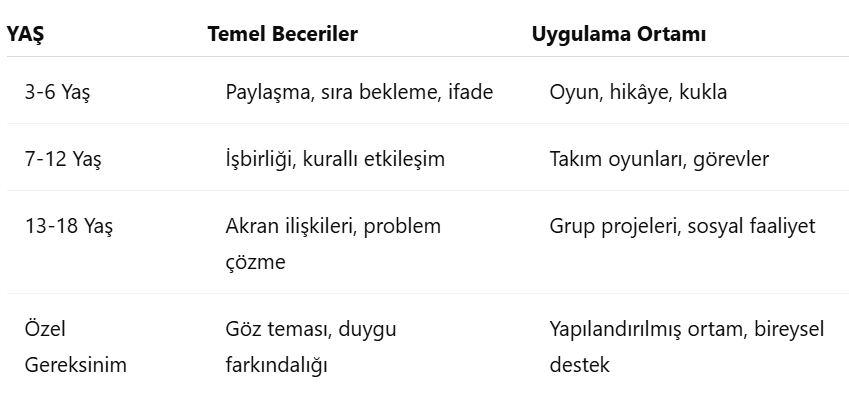 YAŞ Temel Beceriler Uygulama Ortamı
3-6 Yaş Paylaşma, sıra bekleme, ifade Oyun, hikâye, kukla
7-12 Yaş İşbirliği, kurallı etkileşim Takım oyunları, görevler
13-18 Yaş Akran ilişkileri, problem Grup projeleri, sosyal faaliyet
çözme
Özel Göz teması, duygu Yapılandırılmış ortam, bireysel
Gereksinim farkındalığı destek